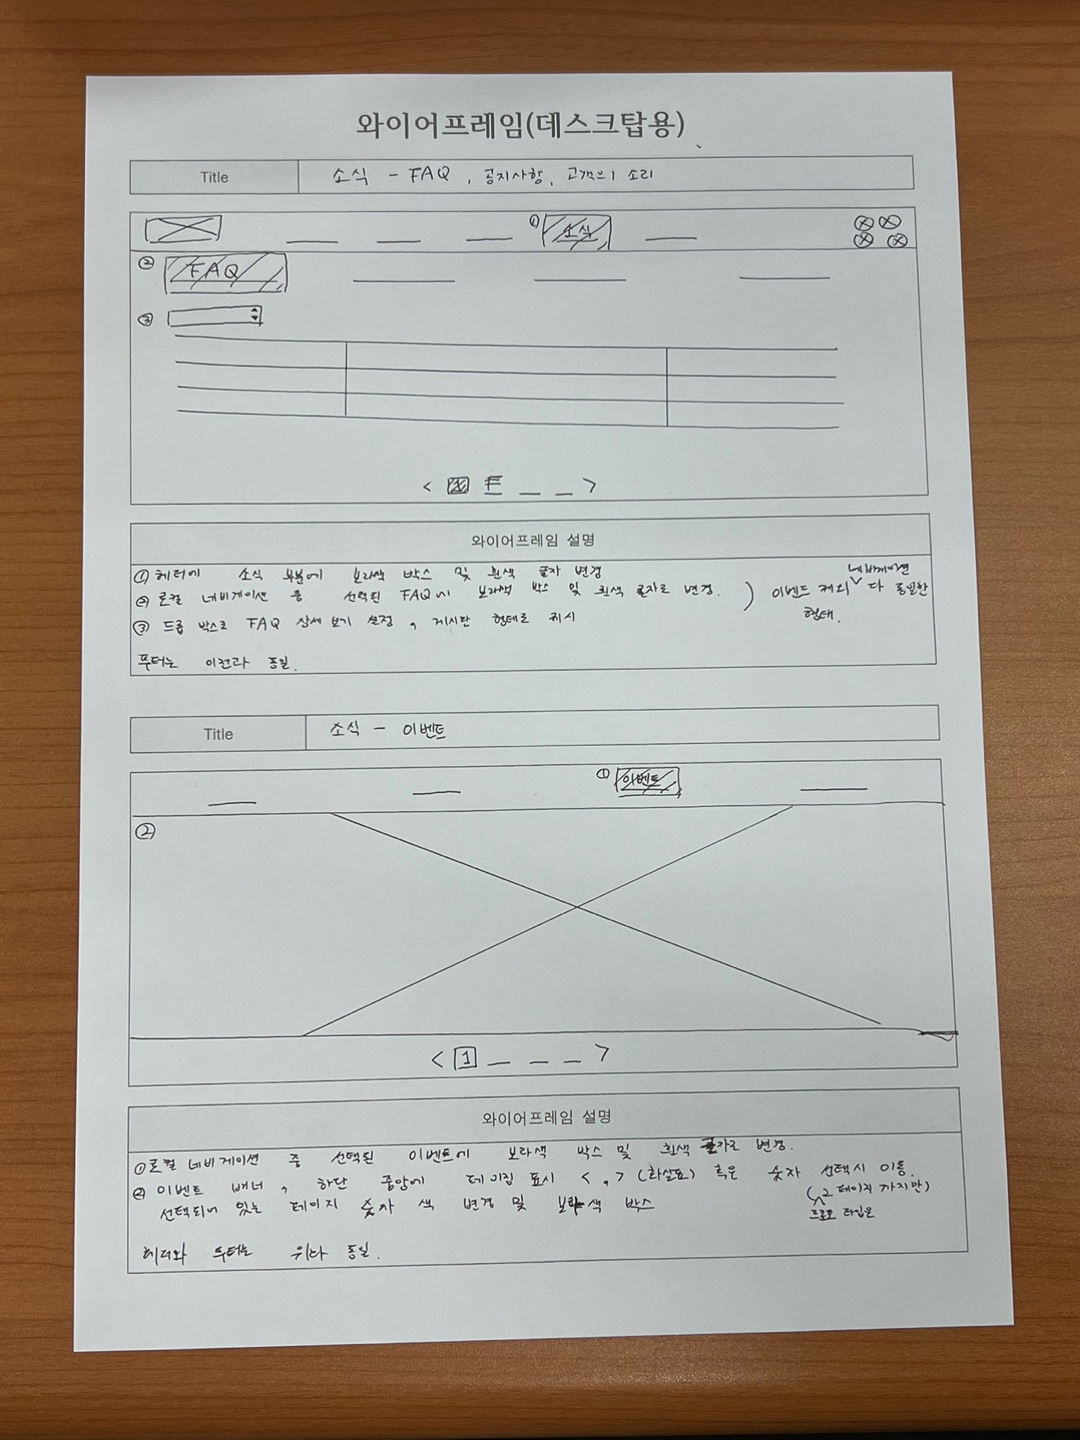 와이어프레임(데스크탑용)
Title 소식 - FAQ , 공지사항, 고객의 소리
① 소식
② FAQ
③
< 1 >
와이어프레임 설명
① 헤더에 소식 부분에 보라색 박스 및 흰색 글자 변경
② 로컬 네비게이션 중 선택된 FAQ에 보라색 박스 및 흰색 글자로 변경. ) 이벤트 제외 네비게이션 다 동일한 형태.
③ 드롭 박스로 FAQ 상세 보기 설정, 게시판 형태로 제시
푸터는 이전과 동일.
Title 소식 - 이벤트
① 이벤트
②
< 1 >
와이어프레임 설명
① 로컬 네비게이션 중 선택된 이벤트에 보라색 박스 및 흰색 글자로 변경.
② 이벤트 배너, 하단 중앙에 페이징 표시 < , > (화살표) 혹은 숫자 선택시 이동.
선택되어 있는 페이지 숫자 색 변경 및 보라색 박스 (2 페이지 까지만)
프로토 타입은
헤더와 푸터는 위와 동일.